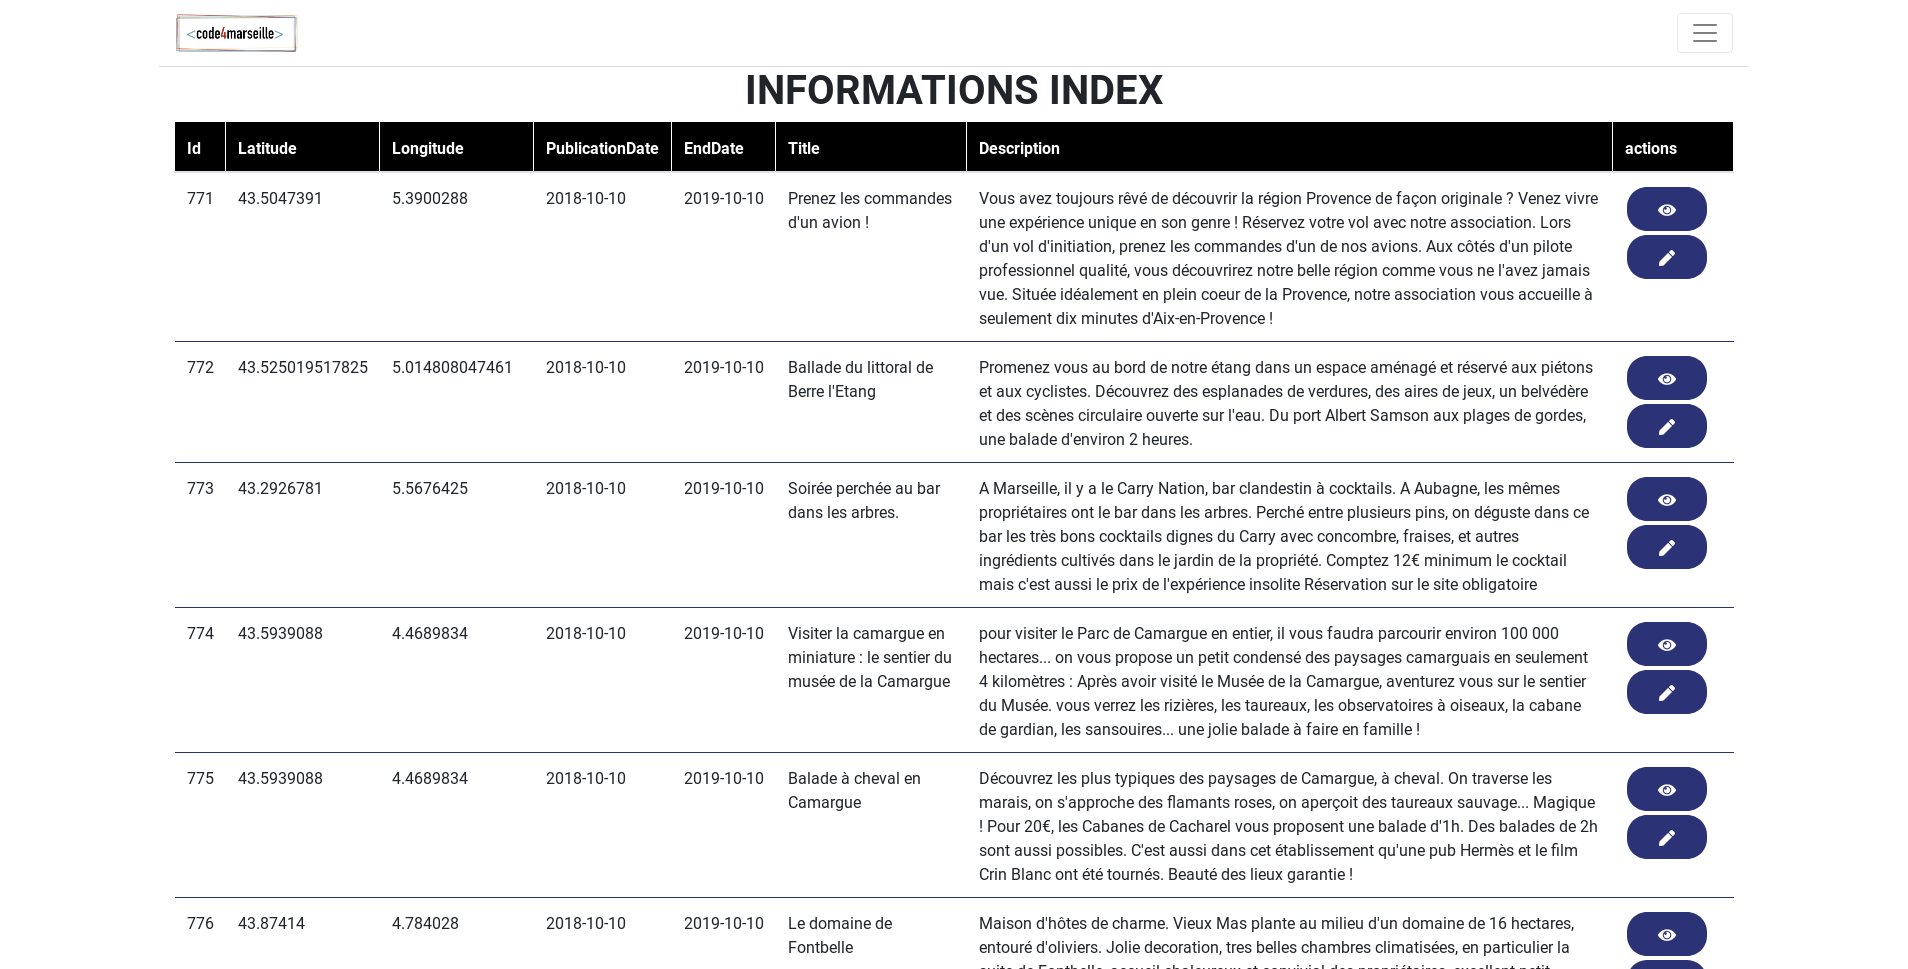 <code4marseille>
INFORMATIONS INDEX
Id Latitude Longitude PublicationDate EndDate Title Description actions
771 43.5047391 5.3900288 2018-10-10 2019-10-10 Prenez les commandes
d'un avion !
Vous avez toujours rêvé de découvrir la région Provence de façon originale ? Venez vivre
une expérience unique en son genre ! Réservez votre vol avec notre association. Lors
d'un vol d'initiation, prenez les commandes d'un de nos avions. Aux côtés d'un pilote
professionnel qualité, vous découvrirez notre belle région comme vous ne l'avez jamais
vue. Située idéalement en plein coeur de la Provence, notre association vous accueille à
seulement dix minutes d'Aix-en-Provence !
772 43.525019517825 5.014808047461 2018-10-10 2019-10-10 Ballade du littoral de
Berre l'Etang
Promenez vous au bord de notre étang dans un espace aménagé et réservé aux piétons
et aux cyclistes. Découvrez des esplanades de verdures, des aires de jeux, un belvédère
et des scènes circulaire ouverte sur l'eau. Du port Albert Samson aux plages de gordes,
une balade d'environ 2 heures.
773 43.2926781 5.5676425 2018-10-10 2019-10-10 Soirée perchée au bar
dans les arbres.
A Marseille, il y a le Carry Nation, bar clandestin à cocktails. A Aubagne, les mêmes
propriétaires ont le bar dans les arbres. Perché entre plusieurs pins, on déguste dans ce
bar les très bons cocktails dignes du Carry avec concombre, fraises, et autres
ingrédients cultivés dans le jardin de la propriété. Comptez 12€ minimum le cocktail
mais c'est aussi le prix de l'expérience insolite Réservation sur le site obligatoire
774 43.5939088 4.4689834 2018-10-10 2019-10-10 Visiter la camargue en
miniature : le sentier du
musée de la Camargue
pour visiter le Parc de Camargue en entier, il vous faudra parcourir environ 100 000
hectares... on vous propose un petit condensé des paysages camarguais en seulement
4 kilomètres : Après avoir visité le Musée de la Camargue, aventurez vous sur le sentier
du Musée. vous verrez les rizières, les taureaux, les observatoires à oiseaux, la cabane
de gardian, les sansouires... une jolie balade à faire en famille !
775 43.5939088 4.4689834 2018-10-10 2019-10-10 Balade à cheval en
Camargue
Découvrez les plus typiques des paysages de Camargue, à cheval. On traverse les
marais, on s'approche des flamants roses, on aperçoit des taureaux sauvage... Magique
! Pour 20€, les Cabanes de Cacharel vous proposent une balade d'1h. Des balades de 2h
sont aussi possibles. C'est aussi dans cet établissement qu'une pub Hermès et le film
Crin Blanc ont été tournés. Beauté des lieux garantie !
776 43.87414 4.784028 2018-10-10 2019-10-10 Le domaine de
Fontbelle
Maison d'hôtes de charme. Vieux Mas plante au milieu d'un domaine de 16 hectares,
entouré d'oliviers. Jolie decoration, tres belles chambres climatisées, en particulier la
suite de Fontbelle, accueil chaleureux et convivial des propriétaires, excellent petit